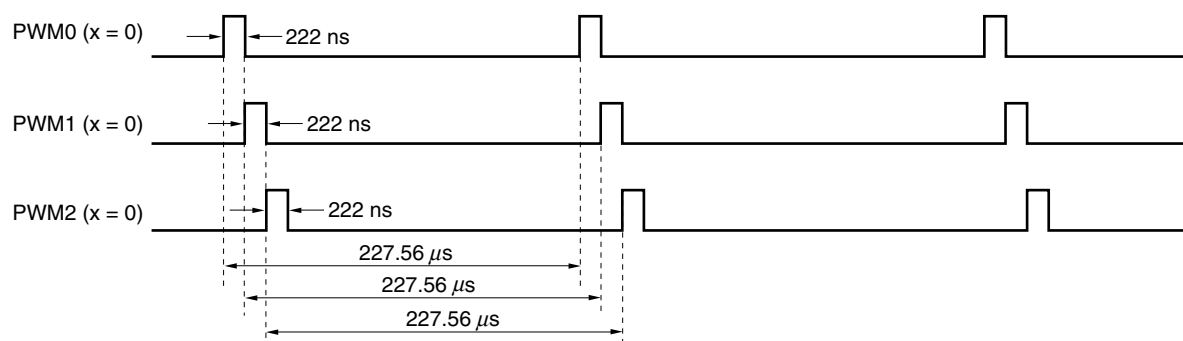 PWM0 (x = 0)
222 ns
PWM1 (x = 0)
222 ns
PWM2 (x = 0)
222 ns
227.56 μs
227.56 μs
227.56 μs